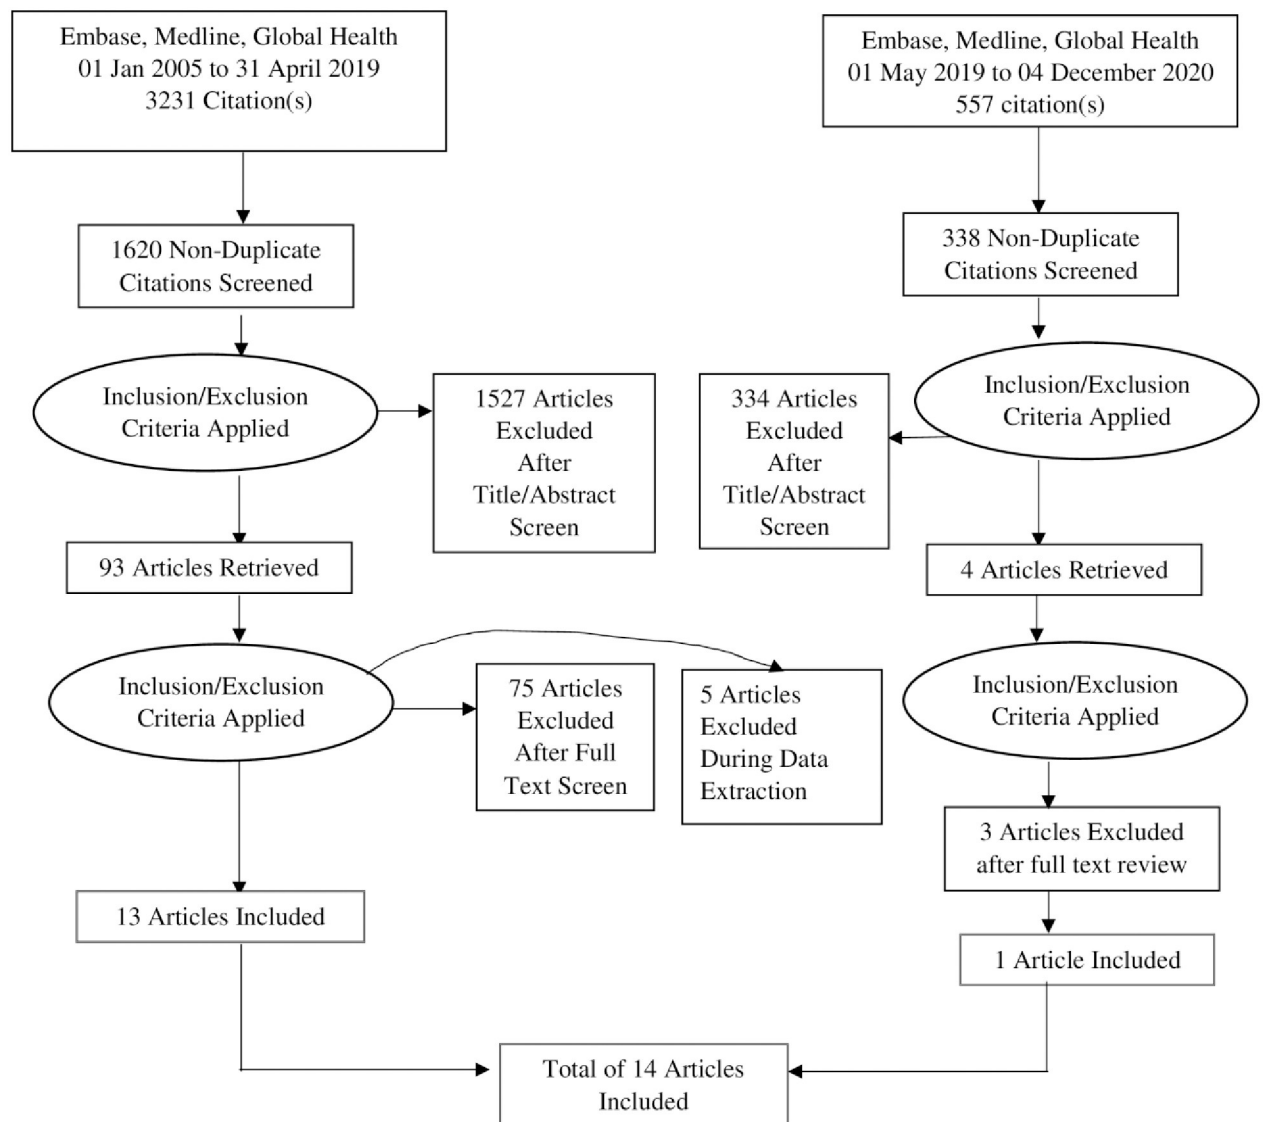 Embase, Medline, Global Health
01 Jan 2005 to 31 April 2019
3231 Citation(s)
Embase, Medline, Global Health
01 May 2019 to 04 December 2020
557 citation(s)
1620 Non-Duplicate
Citations Screened
338 Non-Duplicate
Citations Screened
Inclusion/Exclusion
Criteria Applied
1527 Articles
Excluded
After
Title/Abstract
Screen
334 Articles
Excluded
After
Title/Abstract
Screen
Inclusion/Exclusion
Criteria Applied
93 Articles Retrieved
4 Articles Retrieved
Inclusion/Exclusion
Criteria Applied
75 Articles
Excluded
After Full
Text Screen
5 Articles
Excluded
During Data
Extraction
Inclusion/Exclusion
Criteria Applied
3 Articles Excluded
after full text review
13 Articles Included
1 Article Included
Total of 14 Articles
Included